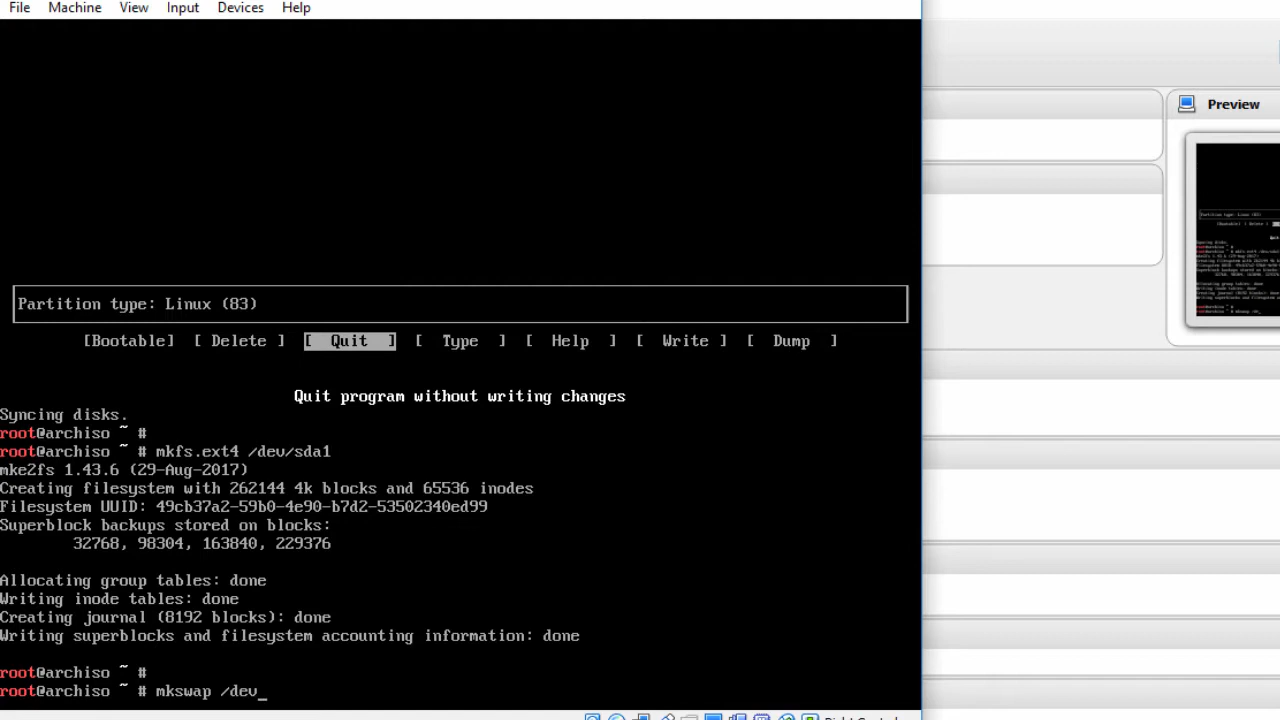 File Machine View Input Devices Help
Preview
Partition type: Linux (83)
[Bootable] [ Delete ] [ Quit ] [ Type ] [ Help ] [ Write ] [ Dump ]
Quit program without writing changes
Syncing disks.
root@archiso ~ #
root@archiso ~ # mkfs.ext4 /dev/sda1
mke2fs 1.43.6 (29-Aug-2017)
Creating filesystem with 262144 4k blocks and 65536 inodes
Filesystem UUID: 49cb37a2-59b0-4e90-b7d2-53502340ed99
Superblock backups stored on blocks:
32768, 98304, 163840, 229376
Allocating group tables: done
Writing inode tables: done
Creating journal (8192 blocks): done
Writing superblocks and filesystem accounting information: done
root@archiso ~ #
root@archiso ~ # mkswap /dev_